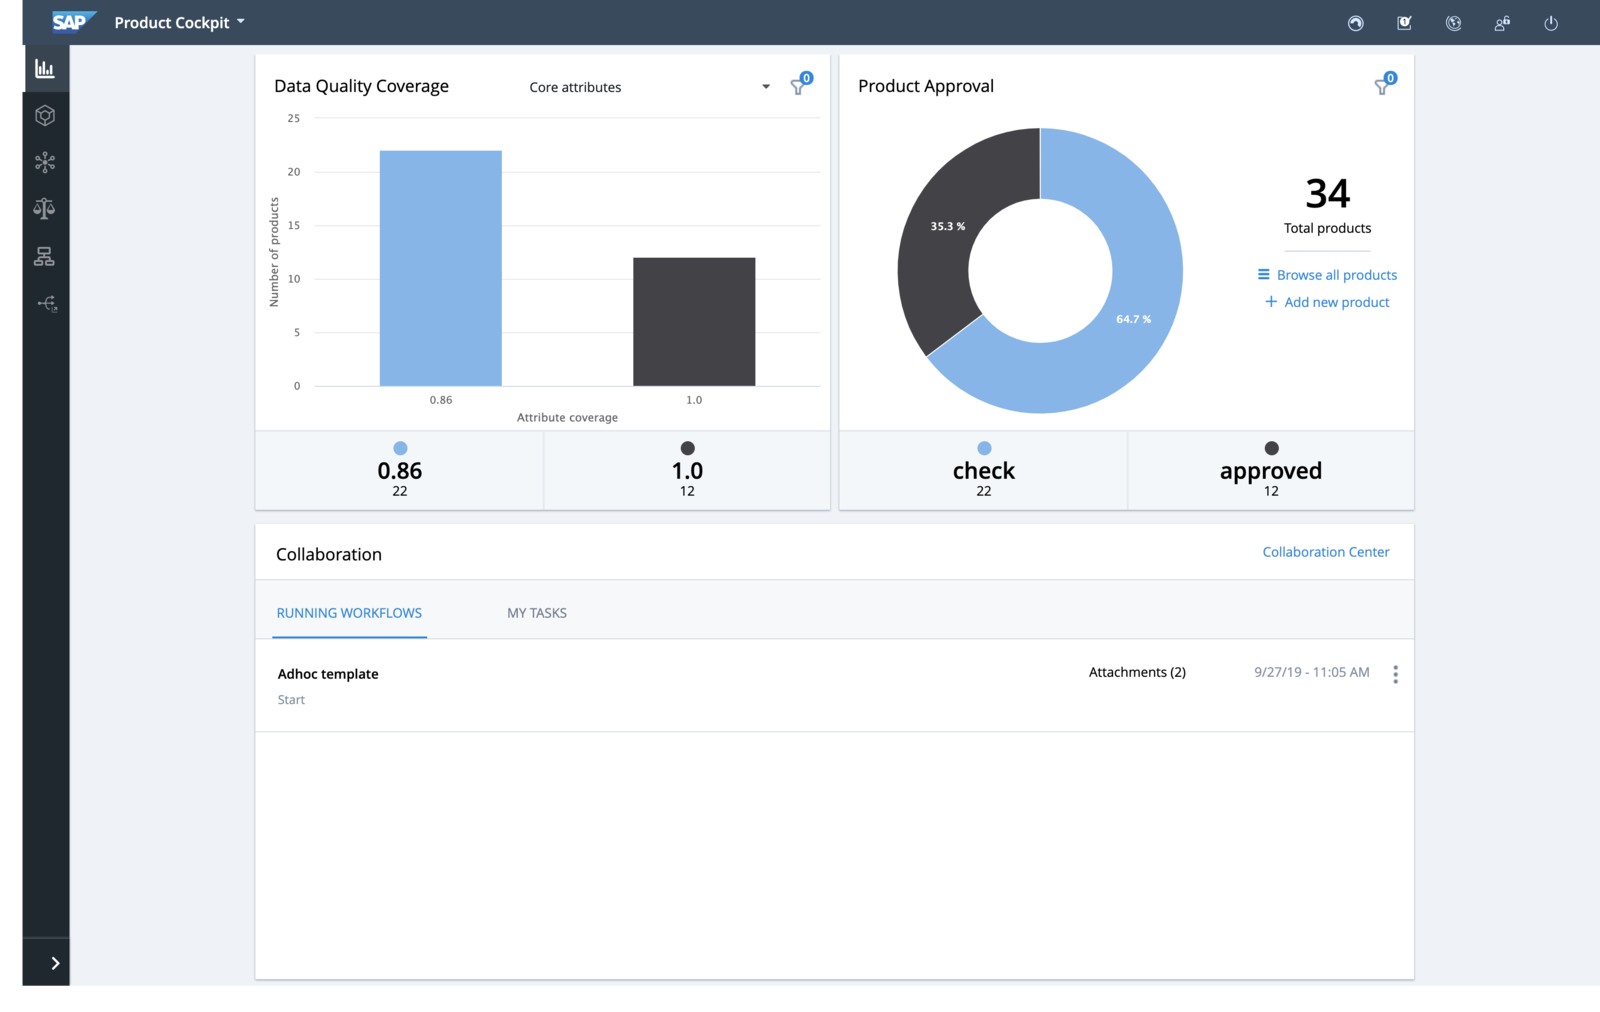 SAP Product Cockpit
Data Quality Coverage
Core attributes
0
25
20
15
10
5
0
Number of products
0.86
1.0
Attribute coverage
0.86
22
1.0
12
Product Approval
0
35.3 %
64.7 %
34
Total products
Browse all products
Add new product
check
22
approved
12
Collaboration
Collaboration Center
RUNNING WORKFLOWS
MY TASKS
Adhoc template
Start
Attachments (2)
9/27/19 - 11:05 AM